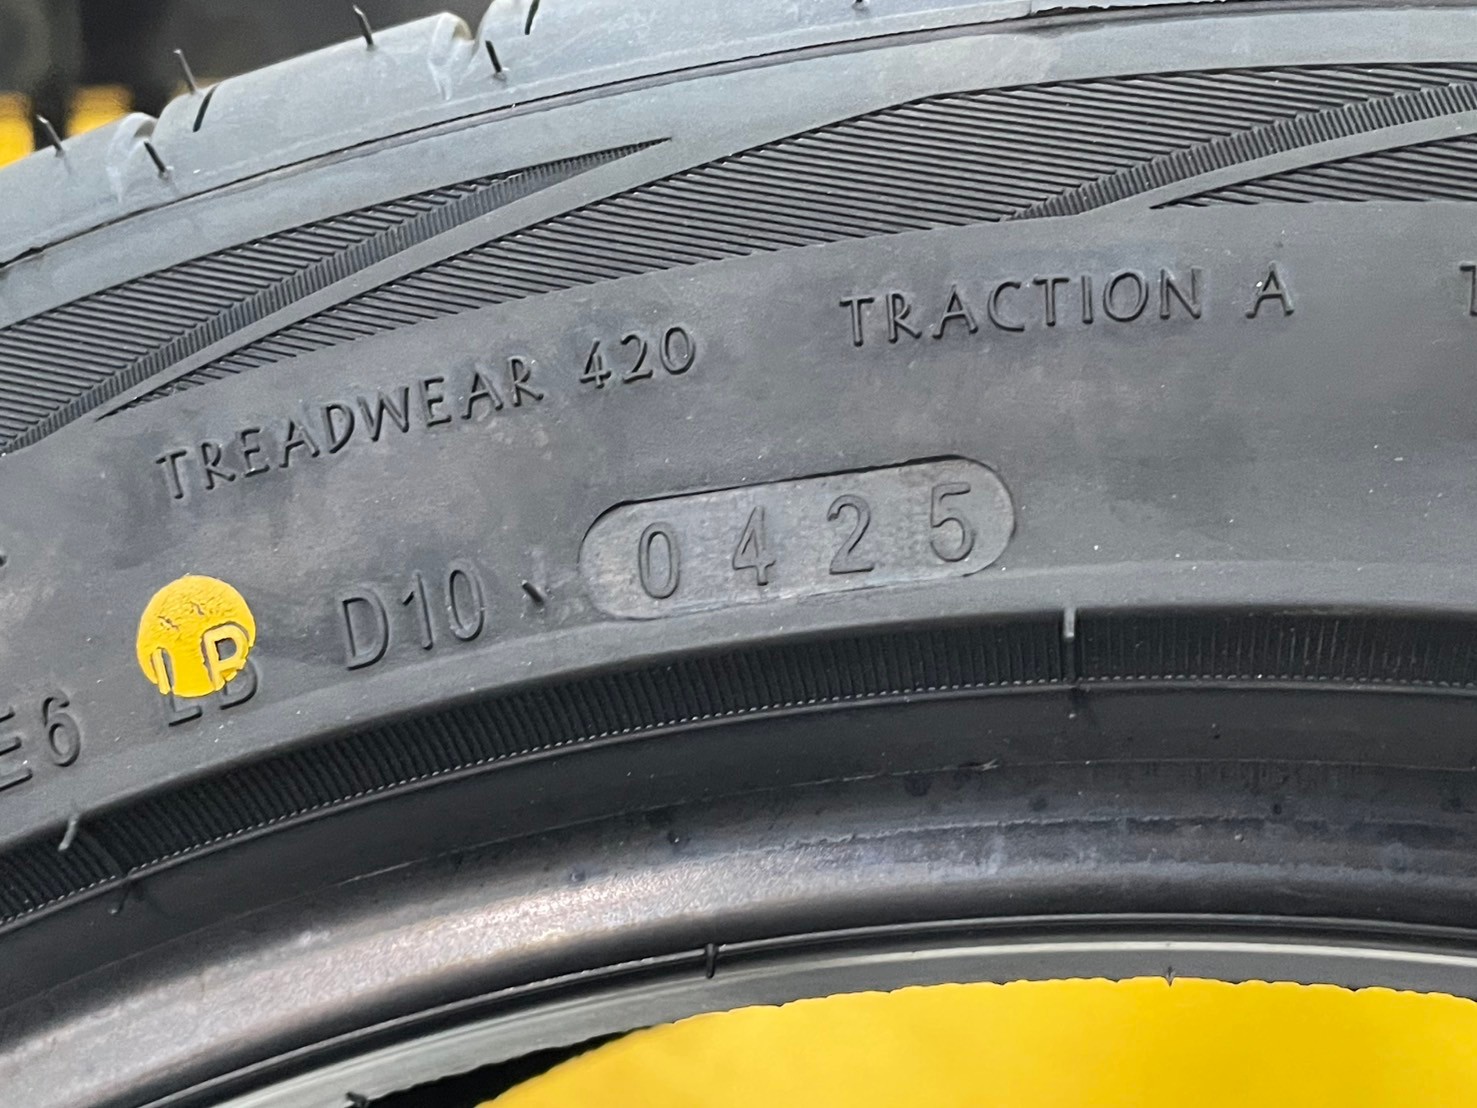 TREADWEAR 420 TRACTION A
E6 LB D10 0425